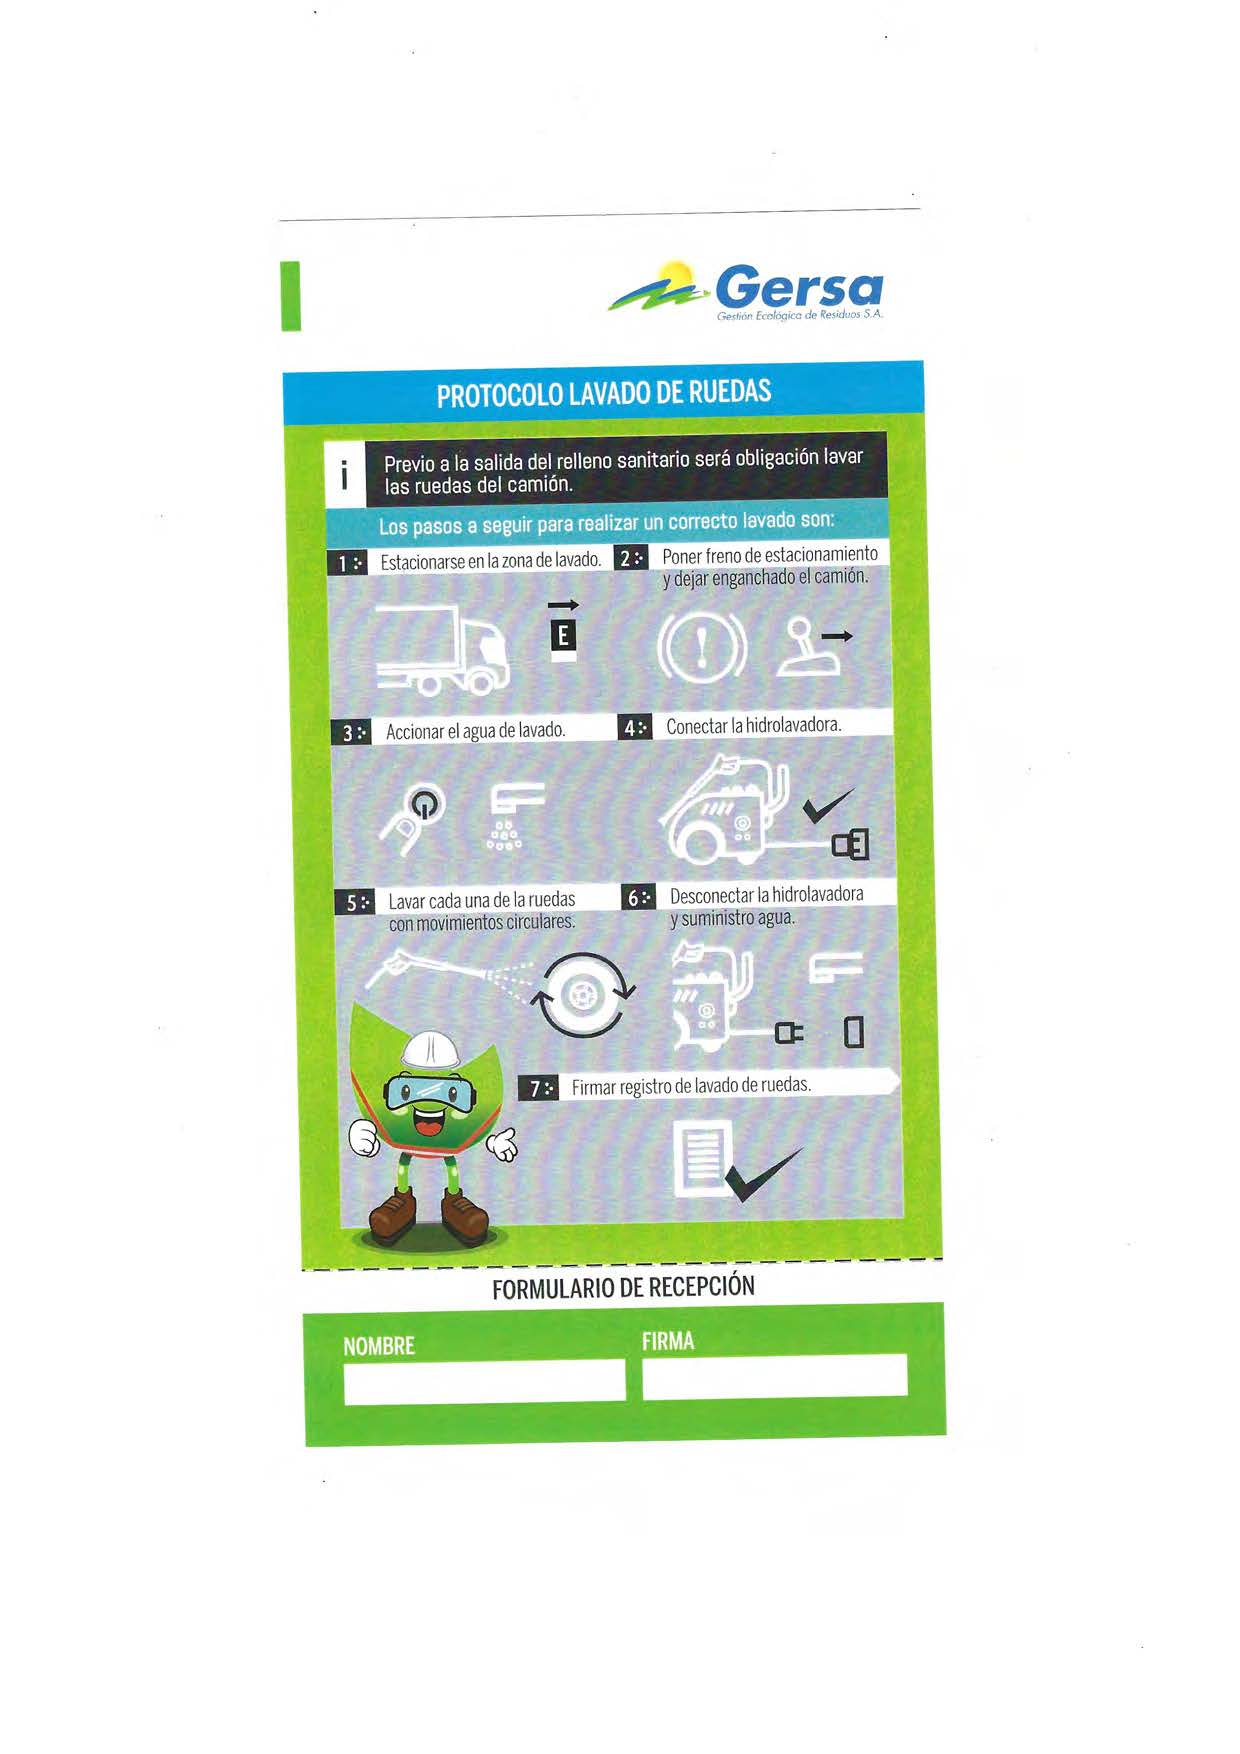 Gersa
Gestión Ecológica de Residuos S.A.
PROTOCOLO LAVADO DE RUEDAS
i
Previo a la salida del relleno sanitario será obligación lavar
las ruedas del camión.
Los pasos a seguir para realizar un correcto lavado son:
1 :- Estacionarse en la zona de lavado.
2 :- Poner freno de estacionamiento
y dejar enganchado el camión.
E
3 :- Accionar el agua de lavado.
4 :- Conectar la hidrolavadora.
5 :- Lavar cada una de la ruedas
con movimientos circulares.
6 :- Desconectar la hidrolavadora
y suministro agua.
7 :- Firmar registro de lavado de ruedas.
FORMULARIO DE RECEPCIÓN
NOMBRE
FIRMA